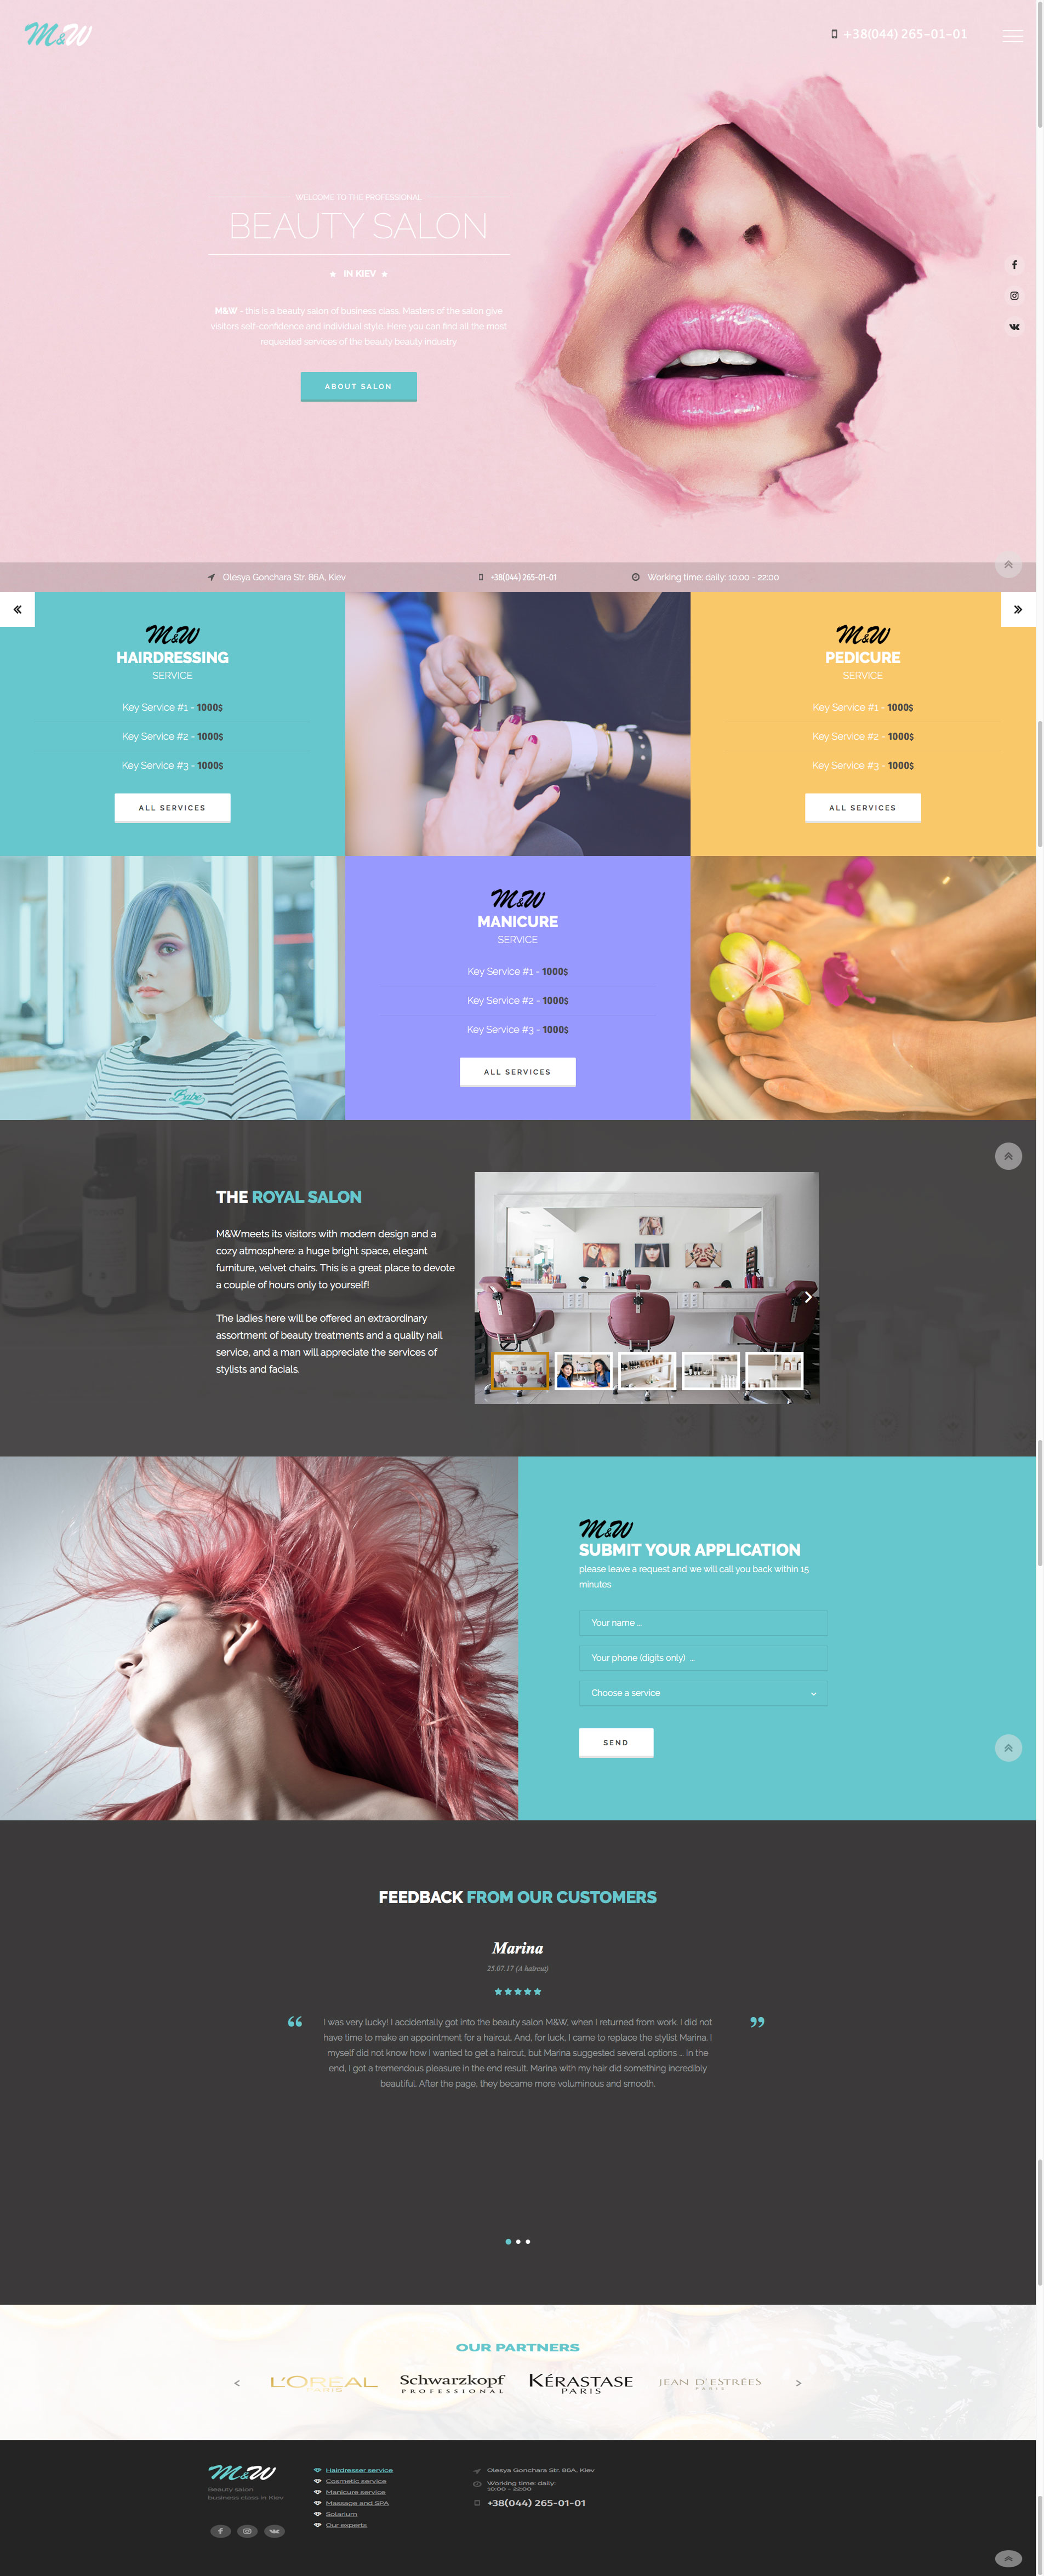 M&W
+38(044) 265-01-01
WELCOME TO THE PROFESSIONAL
BEAUTY SALON
★ IN KIEV ★
M&W - this is a beauty salon of business class. Masters of the salon give
visitors self-confidence and individual style. Here you can find all the most
requested services of the beauty beauty industry.
ABOUT SALON
Olesya Gonchara Str. 86A, Kiev
+38(044) 265-01-01
Working time: daily: 10:00 - 22:00
M&W
HAIRDRESSING
SERVICE
Key Service #1 - 1000$
Key Service #2 - 1000$
Key Service #3 - 1000$
ALL SERVICES
M&W
PEDICURE
SERVICE
Key Service #1 - 1000$
Key Service #2 - 1000$
Key Service #3 - 1000$
ALL SERVICES
Babe
M&W
MANICURE
SERVICE
Key Service #1 - 1000$
Key Service #2 - 1000$
Key Service #3 - 1000$
ALL SERVICES
THE ROYAL SALON
M&Wmeets its visitors with modern design and a
cozy atmosphere: a huge bright space, elegant
furniture, velvet chairs. This is a great place to devote
a couple of hours only to yourself!
The ladies here will be offered an extraordinary
assortment of beauty treatments and a quality nail
service, and a man will appreciate the services of
stylists and facials.
M&W
SUBMIT YOUR APPLICATION
please leave a request and we will call you back within 15
minutes
Your name ...
Your phone (digits only) ...
Choose a service
SEND
FEEDBACK FROM OUR CUSTOMERS
Marina
25.07.17 (A haircut)
★★★★★
“ I was very lucky! I accidentally got into the beauty salon M&W, when I returned from work. I did not ”
have time to make an appointment for a haircut. And, for luck, I came to replace the stylist Marina. I
myself did not know how I wanted to get a haircut, but Marina suggested several options ... In the
end, I got a tremendous pleasure in the end result. Marina with my hair did something incredibly
beautiful. After the page, they became more voluminous and smooth.
OUR PARTNERS
< L'ORÉAL
PARIS
Schwarzkopf
PROFESSIONAL
KÉRASTASE
PARIS
JEAN D'ESTRÉES
PARIS
>
M&W
Beauty salon
business class in Kiev
Hairdresser service
Cosmetic service
Manicure service
Massage and SPA
Solarium
Our experts
Olesya Gonchara Str. 86A, Kiev
Working time: daily:
10:00 - 22:00
+38(044) 265-01-01